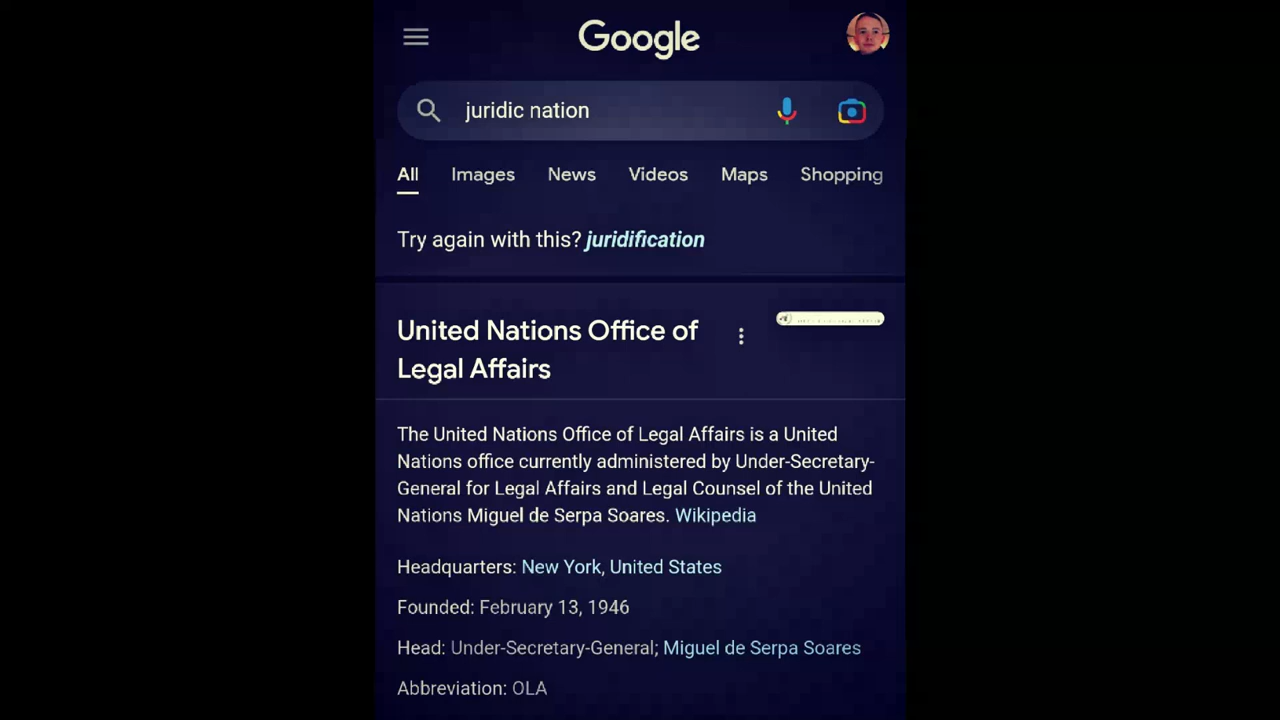 Google
juridic nation
All Images News Videos Maps Shopping
Try again with this? juridification
United Nations Office of
Legal Affairs
The United Nations Office of Legal Affairs is a United
Nations office currently administered by Under-Secretary-
General for Legal Affairs and Legal Counsel of the United
Nations Miguel de Serpa Soares. Wikipedia
Headquarters: New York, United States
Founded: February 13, 1946
Head: Under-Secretary-General; Miguel de Serpa Soares
Abbreviation: OLA